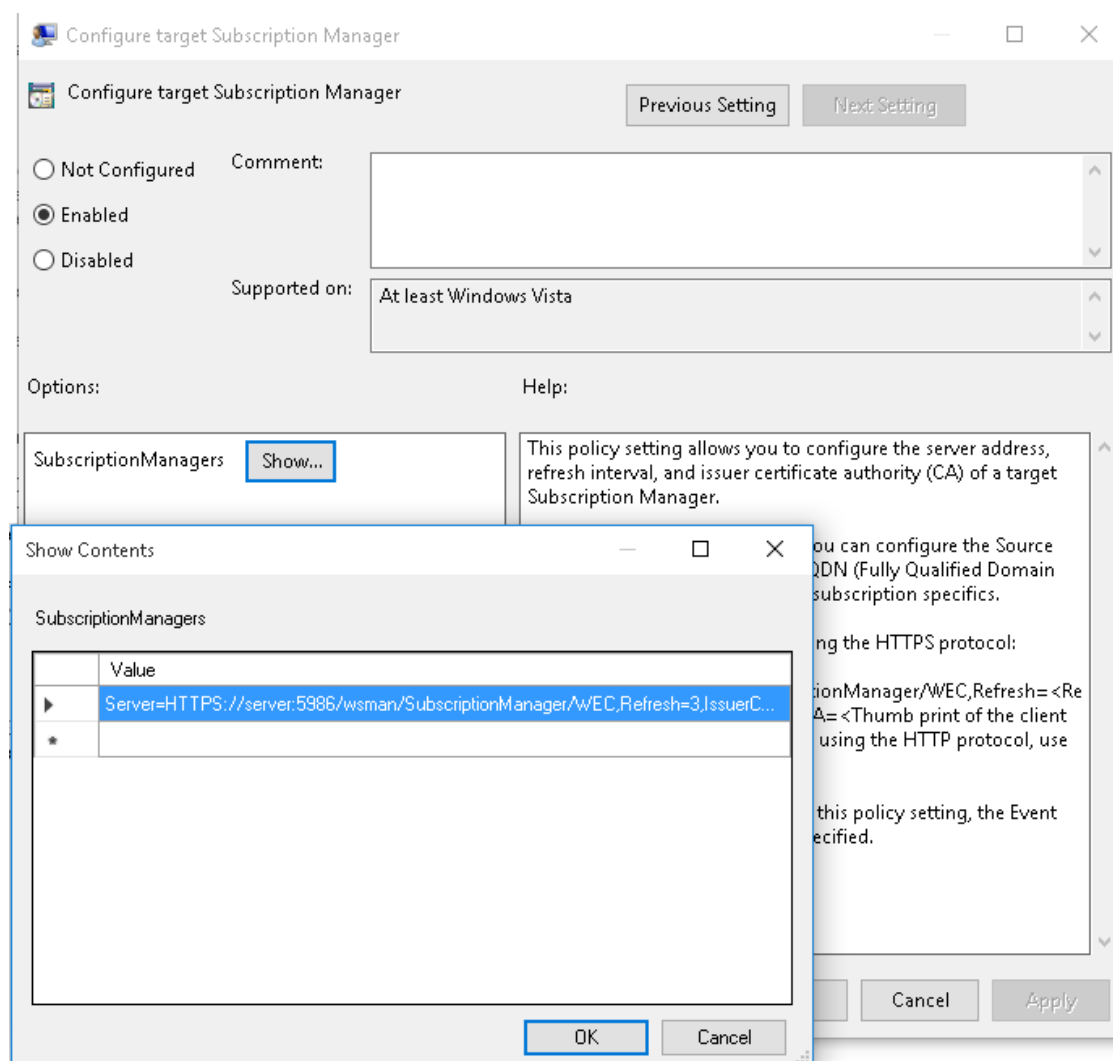 Configure target Subscription Manager
Configure target Subscription Manager
Previous Setting
Next Setting
Not Configured
Enabled
Disabled
Comment:
Supported on:
At least Windows Vista
Options:
Help:
SubscriptionManagers
Show...
This policy setting allows you to configure the server address,
refresh interval, and issuer certificate authority (CA) of a target
Subscription Manager.
ou can configure the Source
QDN (Fully Qualified Domain
subscription specifics.
ng the HTTPS protocol:
ionManager/WEC,Refresh=<Re
A=<Thumb print of the client
using the HTTP protocol, use
this policy setting, the Event
ecified.
Show Contents
SubscriptionManagers
Value
Server=HTTPS://server:5986/wsman/SubscriptionManager/WEC,Refresh=3,IssuerC...
OK
Cancel
Cancel
Apply